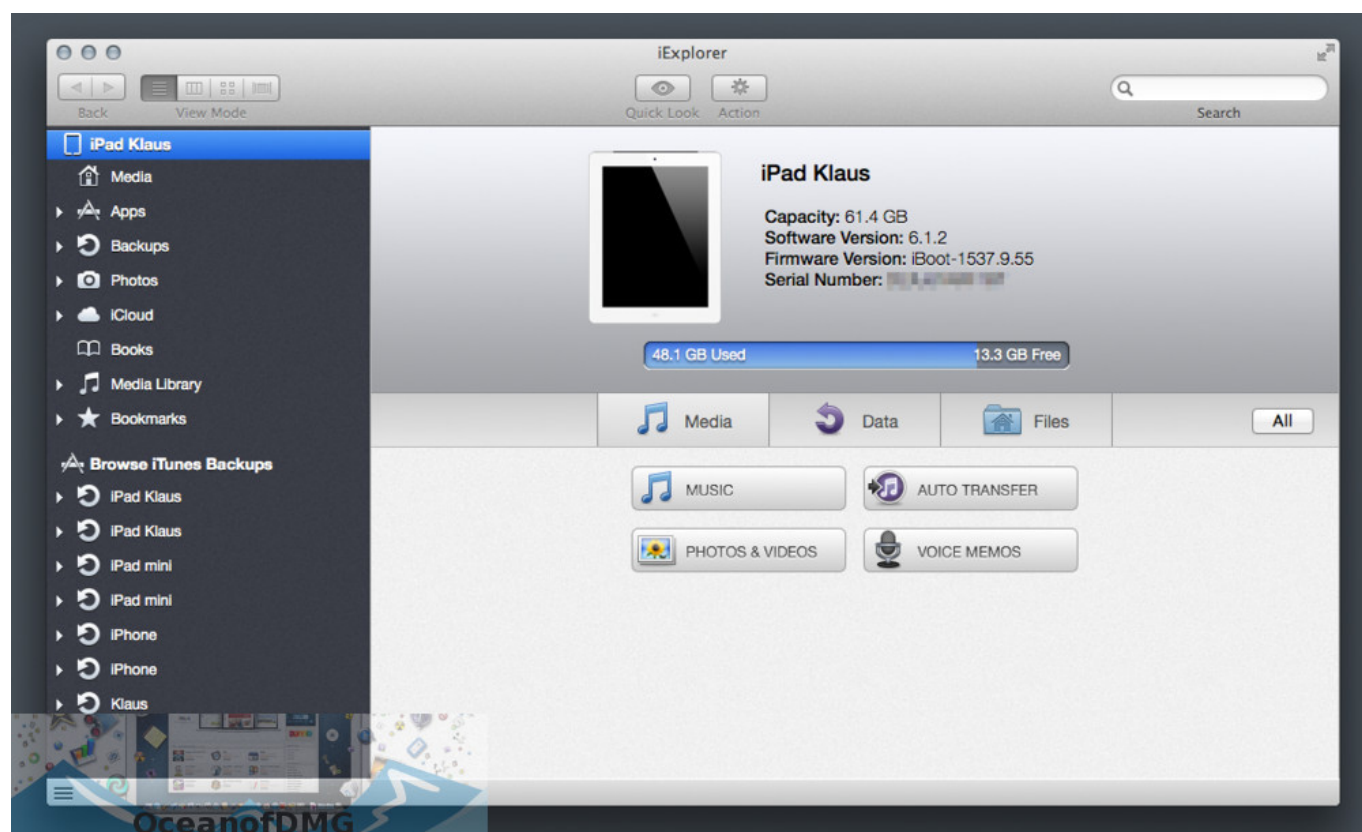 iExplorer
Back
View Mode
Quick Look
Action
Search
iPad Klaus
Media
Apps
Backups
Photos
iCloud
Books
Media Library
Bookmarks
Browse iTunes Backups
iPad Klaus
iPad Klaus
iPad mini
iPad mini
iPhone
iPhone
Klaus
iPad Klaus
Capacity: 61.4 GB
Software Version: 6.1.2
Firmware Version: iBoot-1537.9.55
Serial Number:
48.1 GB Used
13.3 GB Free
Media
Data
Files
All
MUSIC
AUTO TRANSFER
PHOTOS & VIDEOS
VOICE MEMOS
OceanofDMG